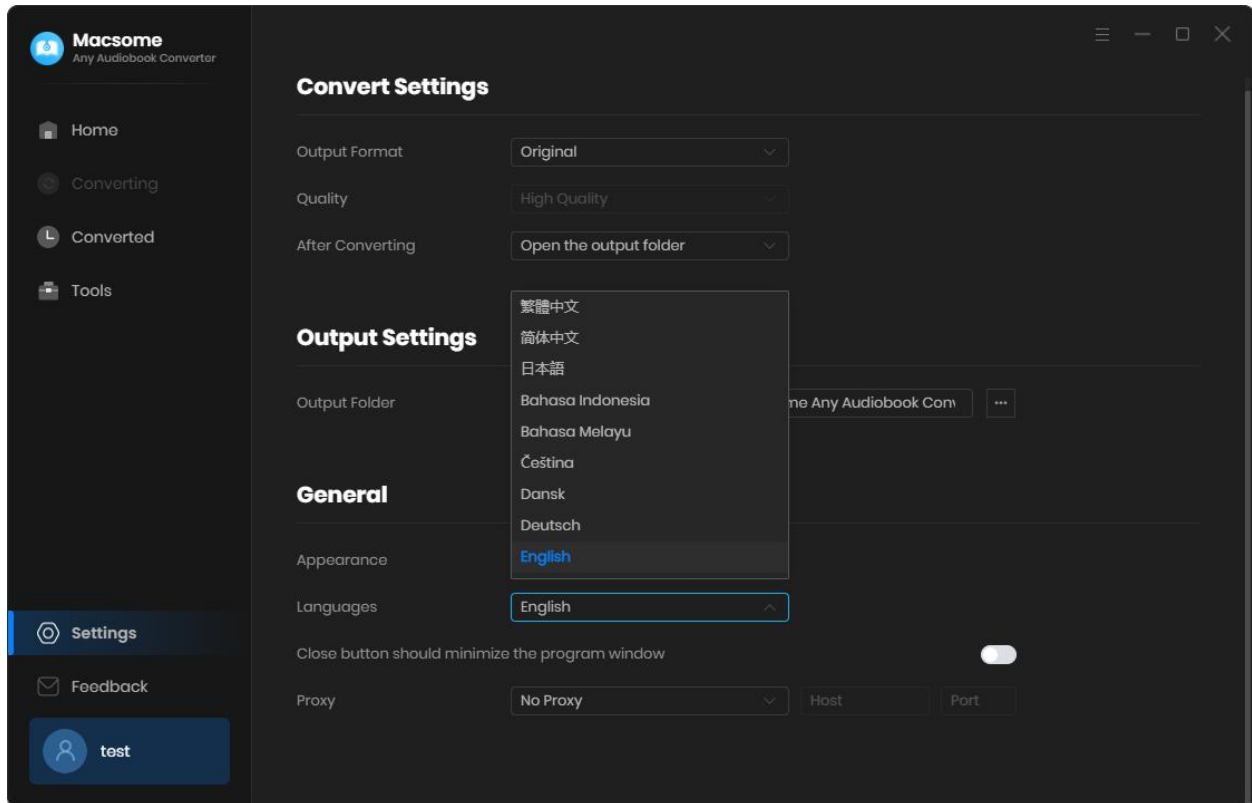 Macsome
Any Audiobook Converter
Home
Converting
Converted
Tools
Settings
Feedback
test
Convert Settings
Output Format Original
Quality High Quality
After Converting Open the output folder
Output Settings
Output Folder me Any Audiobook Con
General
Appearance
繁體中文
简体中文
日本語
Bahasa Indonesia
Bahasa Melayu
Čeština
Dansk
Deutsch
English
Languages English
Close button should minimize the program window
Proxy No Proxy Host Port